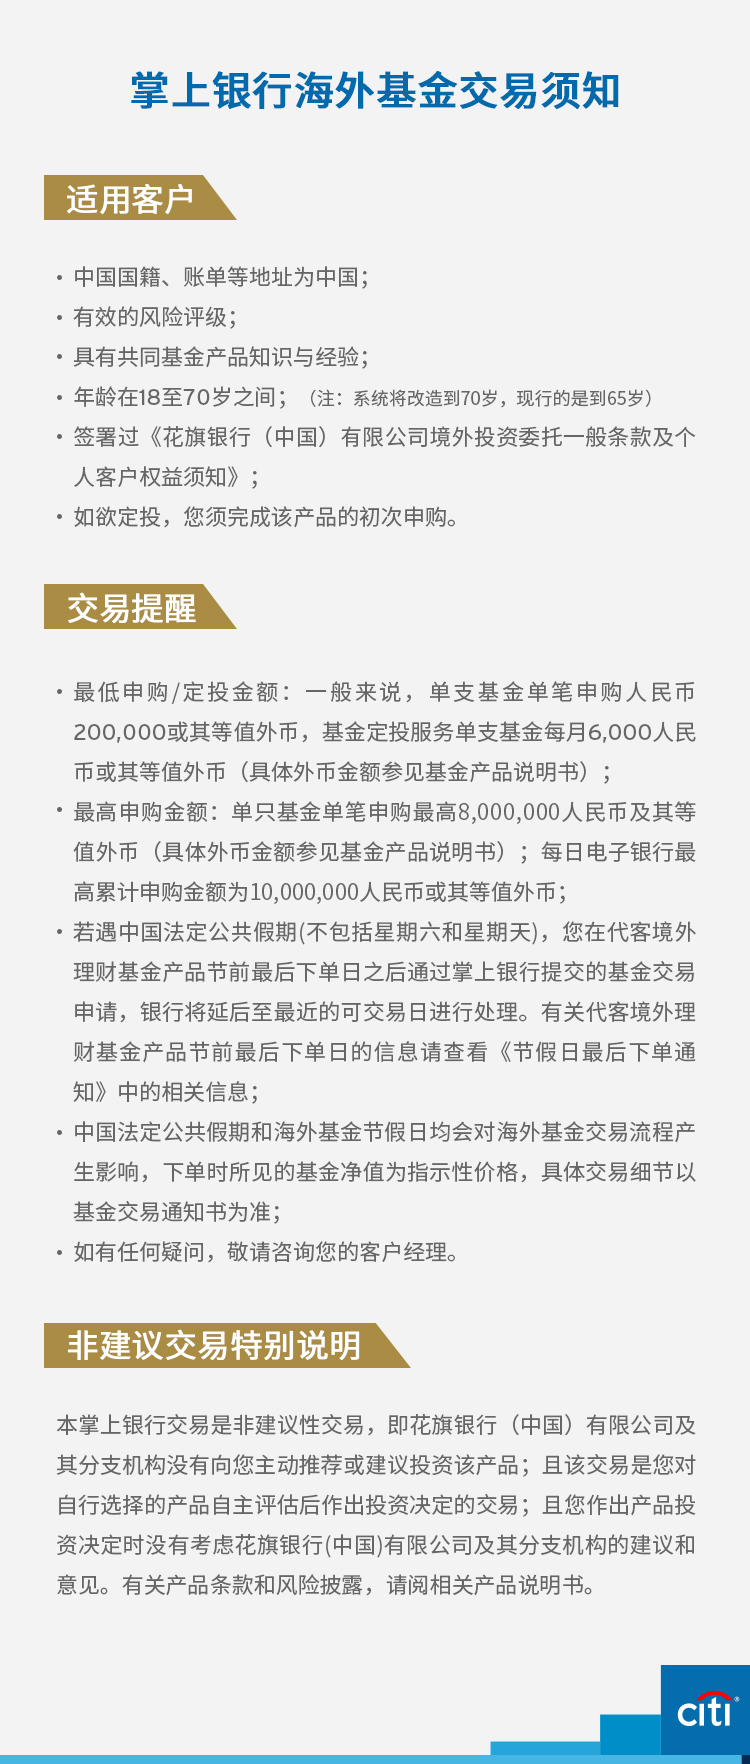 掌上银行海外基金交易须知
适用客户
• 中国国籍、账单等地址为中国；
• 有效的风险评级；
• 具有共同基金产品知识与经验；
• 年龄在18至70岁之间；（注：系统将改造到70岁，现行的是到65岁）
• 签署过《花旗银行（中国）有限公司境外投资委托一般条款及个
人客户权益须知》；
• 如欲定投，您须完成该产品的初次申购。
交易提醒
• 最低申购/定投金额：一般来说，单支基金单笔申购人民币
200,000或其等值外币，基金定投服务单支基金每月6,000人民
币或其等值外币（具体外币金额参见基金产品说明书）；
• 最高申购金额：单只基金单笔申购最高8,000,000人民币及其等
值外币（具体外币金额参见基金产品说明书）；每日电子银行最
高累计申购金额为10,000,000人民币或其等值外币；
• 若遇中国法定公共假期(不包括星期六和星期天)，您在代客境外
理财基金产品节前最后下单日之后通过掌上银行提交的基金交易
申请，银行将延后至最近的可交易日进行处理。有关代客境外理
财基金产品节前最后下单日的信息请查看《节假日最后下单通
知》中的相关信息；
• 中国法定公共假期和海外基金节假日均会对海外基金交易流程产
生影响，下单时所见的基金净值为指示性价格，具体交易细节以
基金交易通知书为准；
• 如有任何疑问，敬请咨询您的客户经理。
非建议交易特别说明
本掌上银行交易是非建议性交易，即花旗银行（中国）有限公司及
其分支机构没有向您主动推荐或建议投资该产品；且该交易是您对
自行选择的产品自主评估后作出投资决定的交易；且您作出产品投
资决定时没有考虑花旗银行(中国)有限公司及其分支机构的建议和
意见。有关产品条款和风险披露，请阅相关产品说明书。
citi®